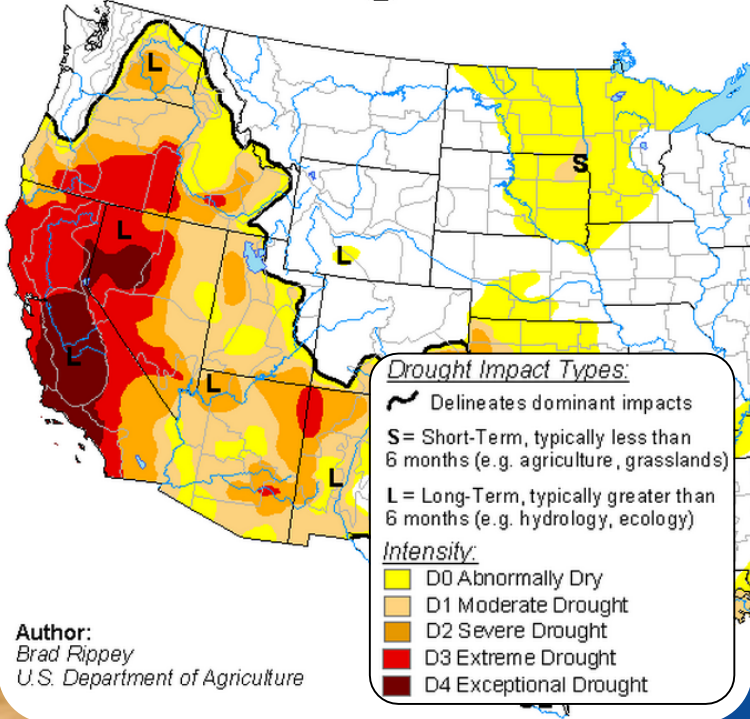 L
S
L
L
L
L
L
Drought Impact Types:
Delineates dominant impacts
S = Short-Term, typically less than
6 months (e.g. agriculture, grasslands)
L = Long-Term, typically greater than
6 months (e.g. hydrology, ecology)
Intensity:
D0 Abnormally Dry
D1 Moderate Drought
D2 Severe Drought
D3 Extreme Drought
D4 Exceptional Drought
Author:
Brad Rippey
U.S. Department of Agriculture